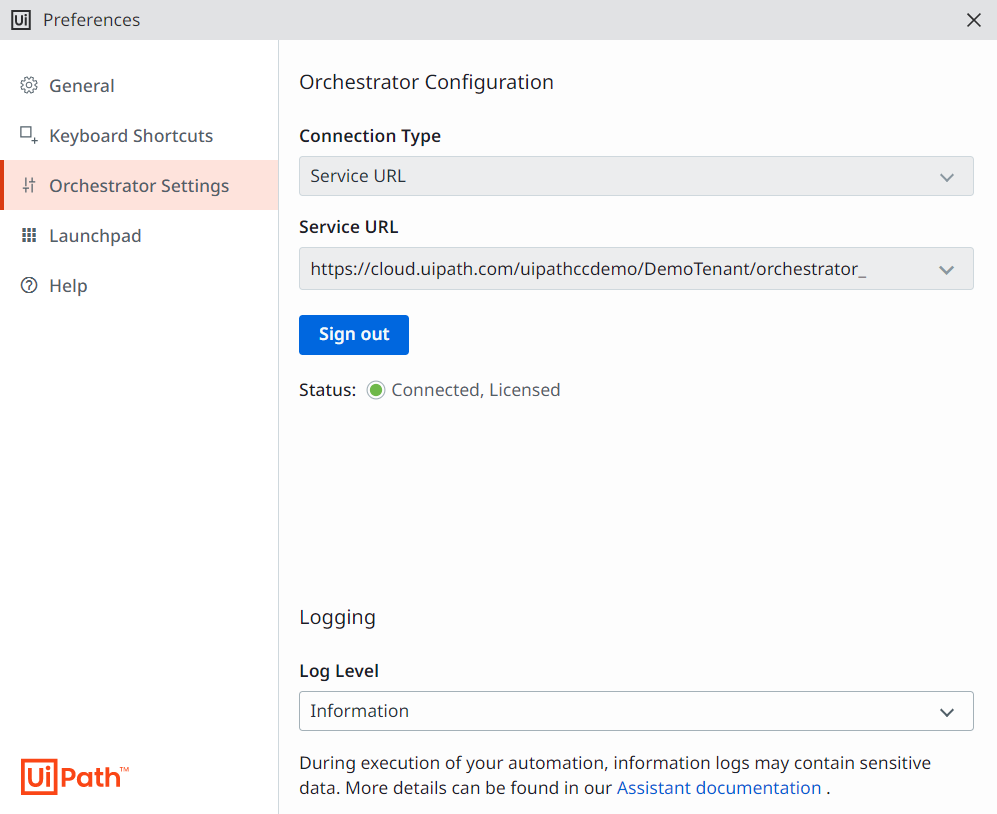 Ui Preferences
General
Keyboard Shortcuts
Orchestrator Settings
Launchpad
Help
Ui Path™
Orchestrator Configuration
Connection Type
Service URL
Service URL
https://cloud.uipath.com/uipathccdemo/DemoTenant/orchestrator_
Sign out
Status: Connected, Licensed
Logging
Log Level
Information
During execution of your automation, information logs may contain sensitive
data. More details can be found in our Assistant documentation .